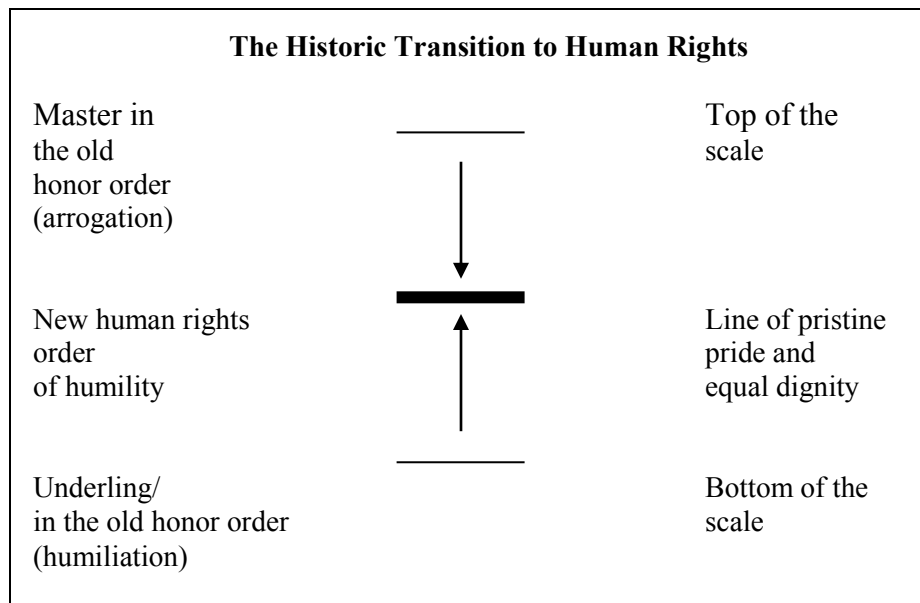 The Historic Transition to Human Rights
Master in
the old
honor order
(arrogation)
Top of the
scale
New human rights
order
of humility
Line of pristine
pride and
equal dignity
Underling/
in the old honor order
(humiliation)
Bottom of the
scale